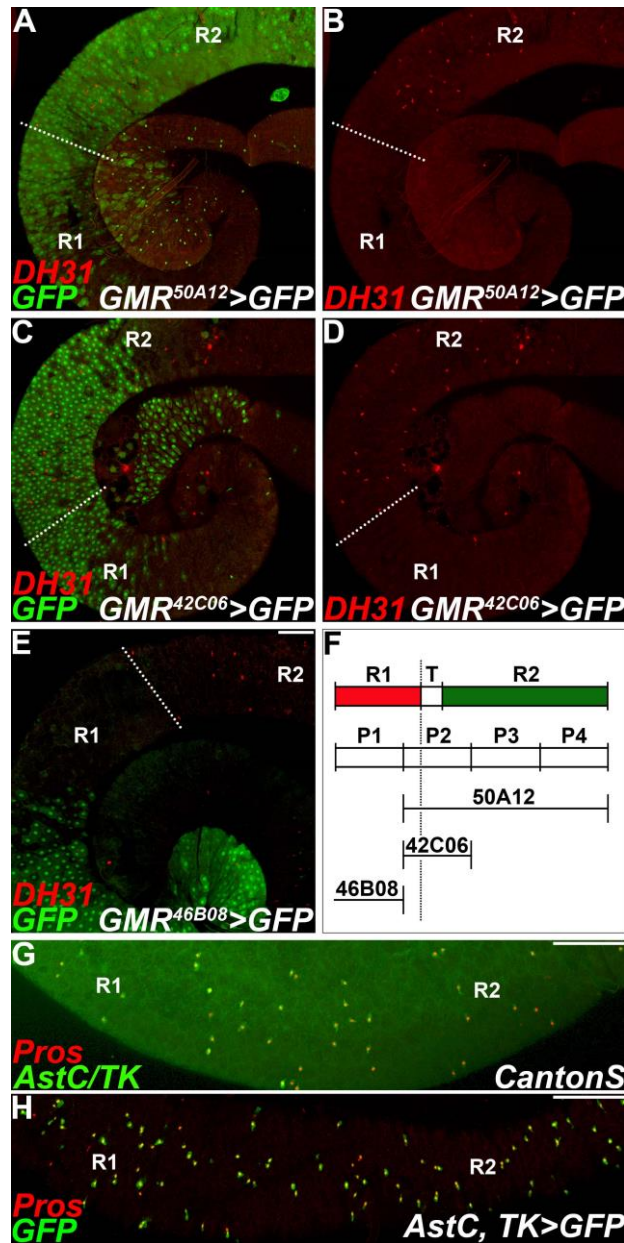 A
R2
R1
DH31
GFP GMR50A12>GFP
B
R2
R1
DH31 GMR50A12>GFP
C
R2
R1
DH31
GFP GMR42C06>GFP
D
R2
R1
DH31 GMR42C06>GFP
E
R2
R1
DH31
GFP GMR46B08>GFP
F
R1 T R2
P1 P2 P3 P4
50A12
42C06
46B08
G
R1 R2
Pros
AstC/TK CantonS
H
R1 R2
Pros
GFP AstC, TK>GFP